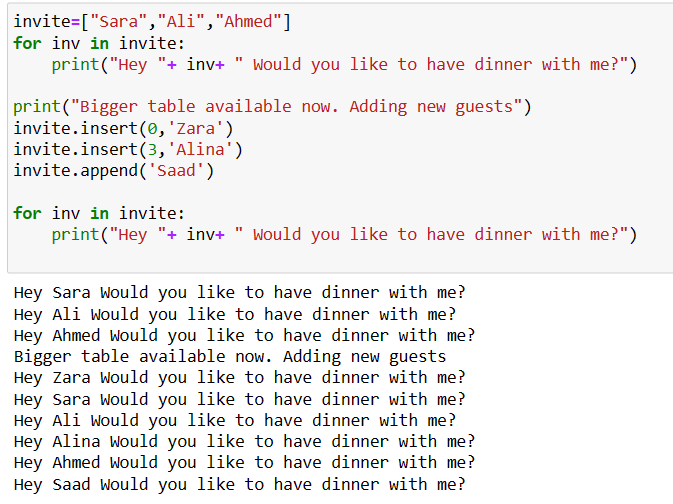 invite=["Sara","Ali","Ahmed"]
for inv in invite:
    print("Hey "+ inv+ " Would you like to have dinner with me?")

print("Bigger table available now. Adding new guests")
invite.insert(0,'Zara')
invite.insert(3,'Alina')
invite.append('Saad')

for inv in invite:
    print("Hey "+ inv+ " Would you like to have dinner with me?")

Hey Sara Would you like to have dinner with me?
Hey Ali Would you like to have dinner with me?
Hey Ahmed Would you like to have dinner with me?
Bigger table available now. Adding new guests
Hey Zara Would you like to have dinner with me?
Hey Sara Would you like to have dinner with me?
Hey Ali Would you like to have dinner with me?
Hey Alina Would you like to have dinner with me?
Hey Ahmed Would you like to have dinner with me?
Hey Saad Would you like to have dinner with me?